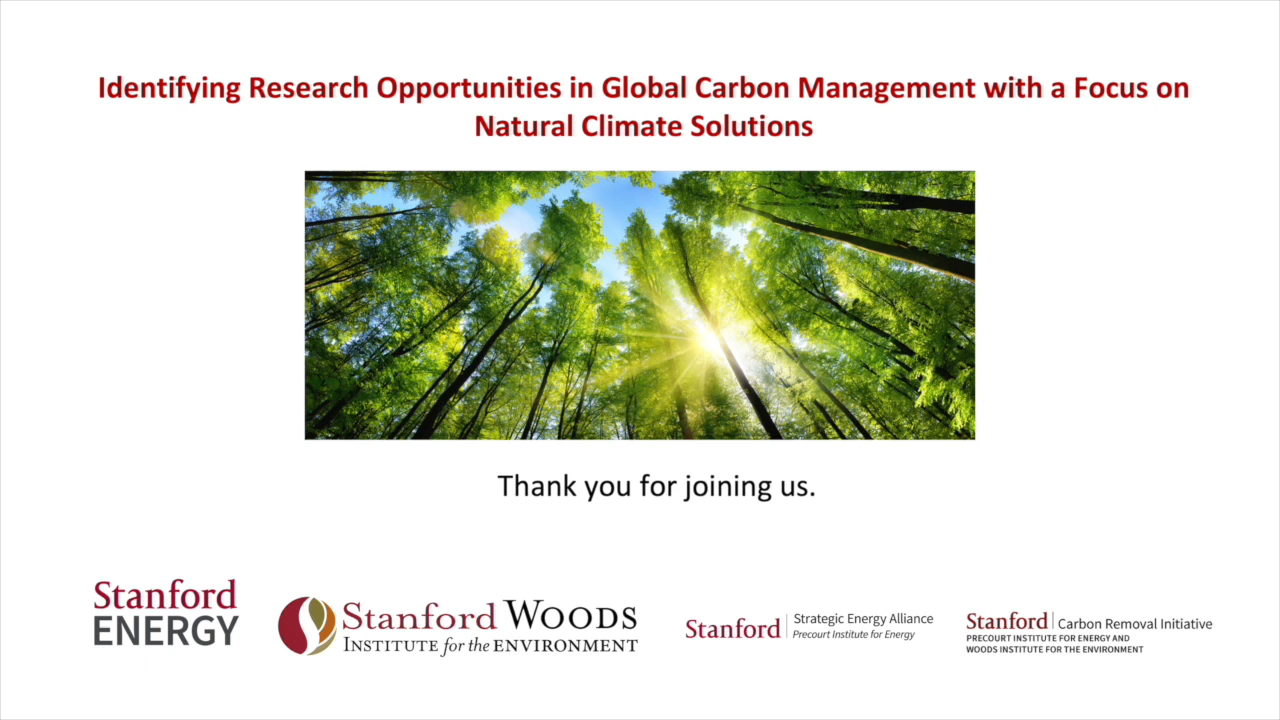 Identifying Research Opportunities in Global Carbon Management with a Focus on
Natural Climate Solutions
Thank you for joining us.
Stanford
ENERGY
Stanford WOODS
INSTITUTE for the ENVIRONMENT
Stanford
Strategic Energy Alliance
Precourt Institute for Energy
Stanford Carbon Removal Initiative
PRECOURT INSTITUTE FOR ENERGY AND
WOODS INSTITUTE FOR THE ENVIRONMENT